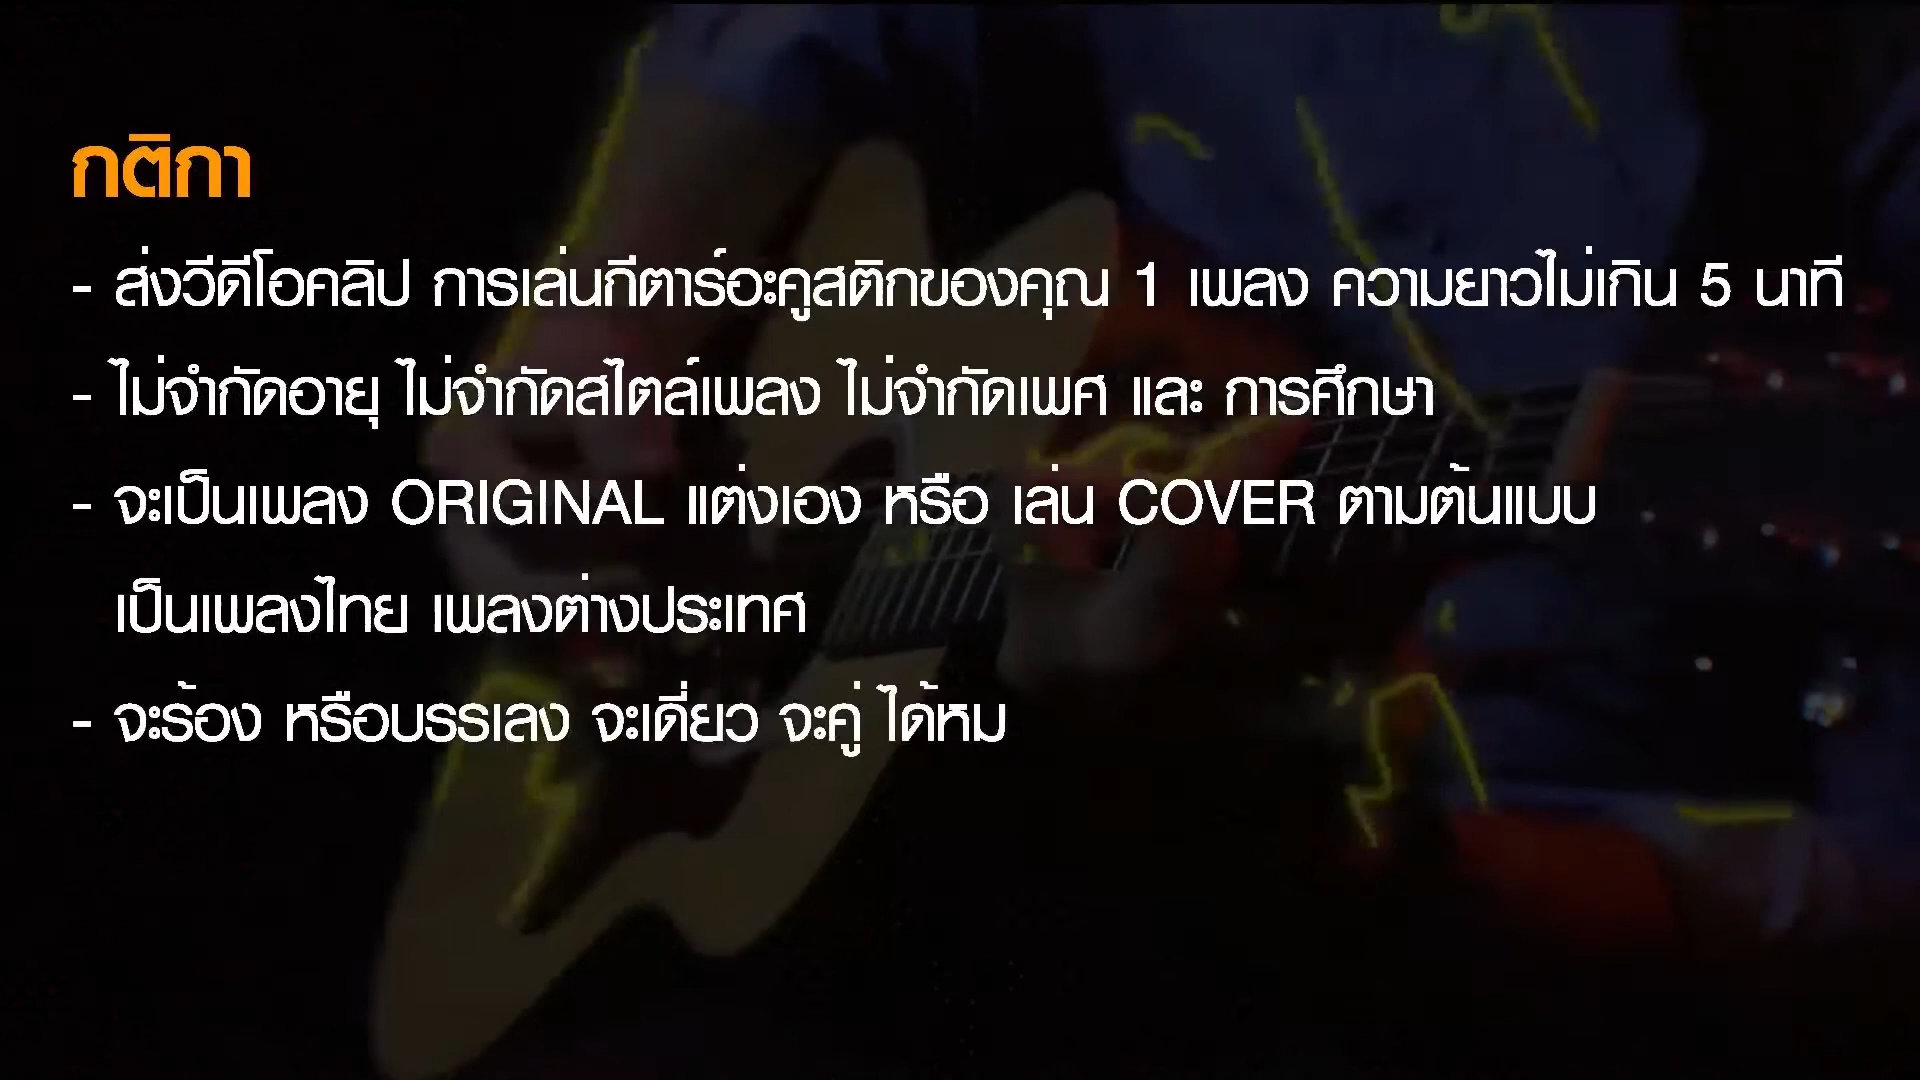 กติกา
- ส่งวีดีโอคลิป การเล่นกีตาร์อะคูสติกของคุณ 1 เพลง ความยาวไม่เกิน 5 นาที
- ไม่จำกัดอายุ ไม่จำกัดสไตล์เพลง ไม่จำกัดเพศ และ การศึกษา
- จะเป็นเพลง ORIGINAL แต่งเอง หรือ เล่น COVER ตามต้นแบบ
เป็นเพลงไทย เพลงต่างประเทศ
- จะร้อง หรือบรรเลง จะเดี่ยว จะคู่ ได้หม